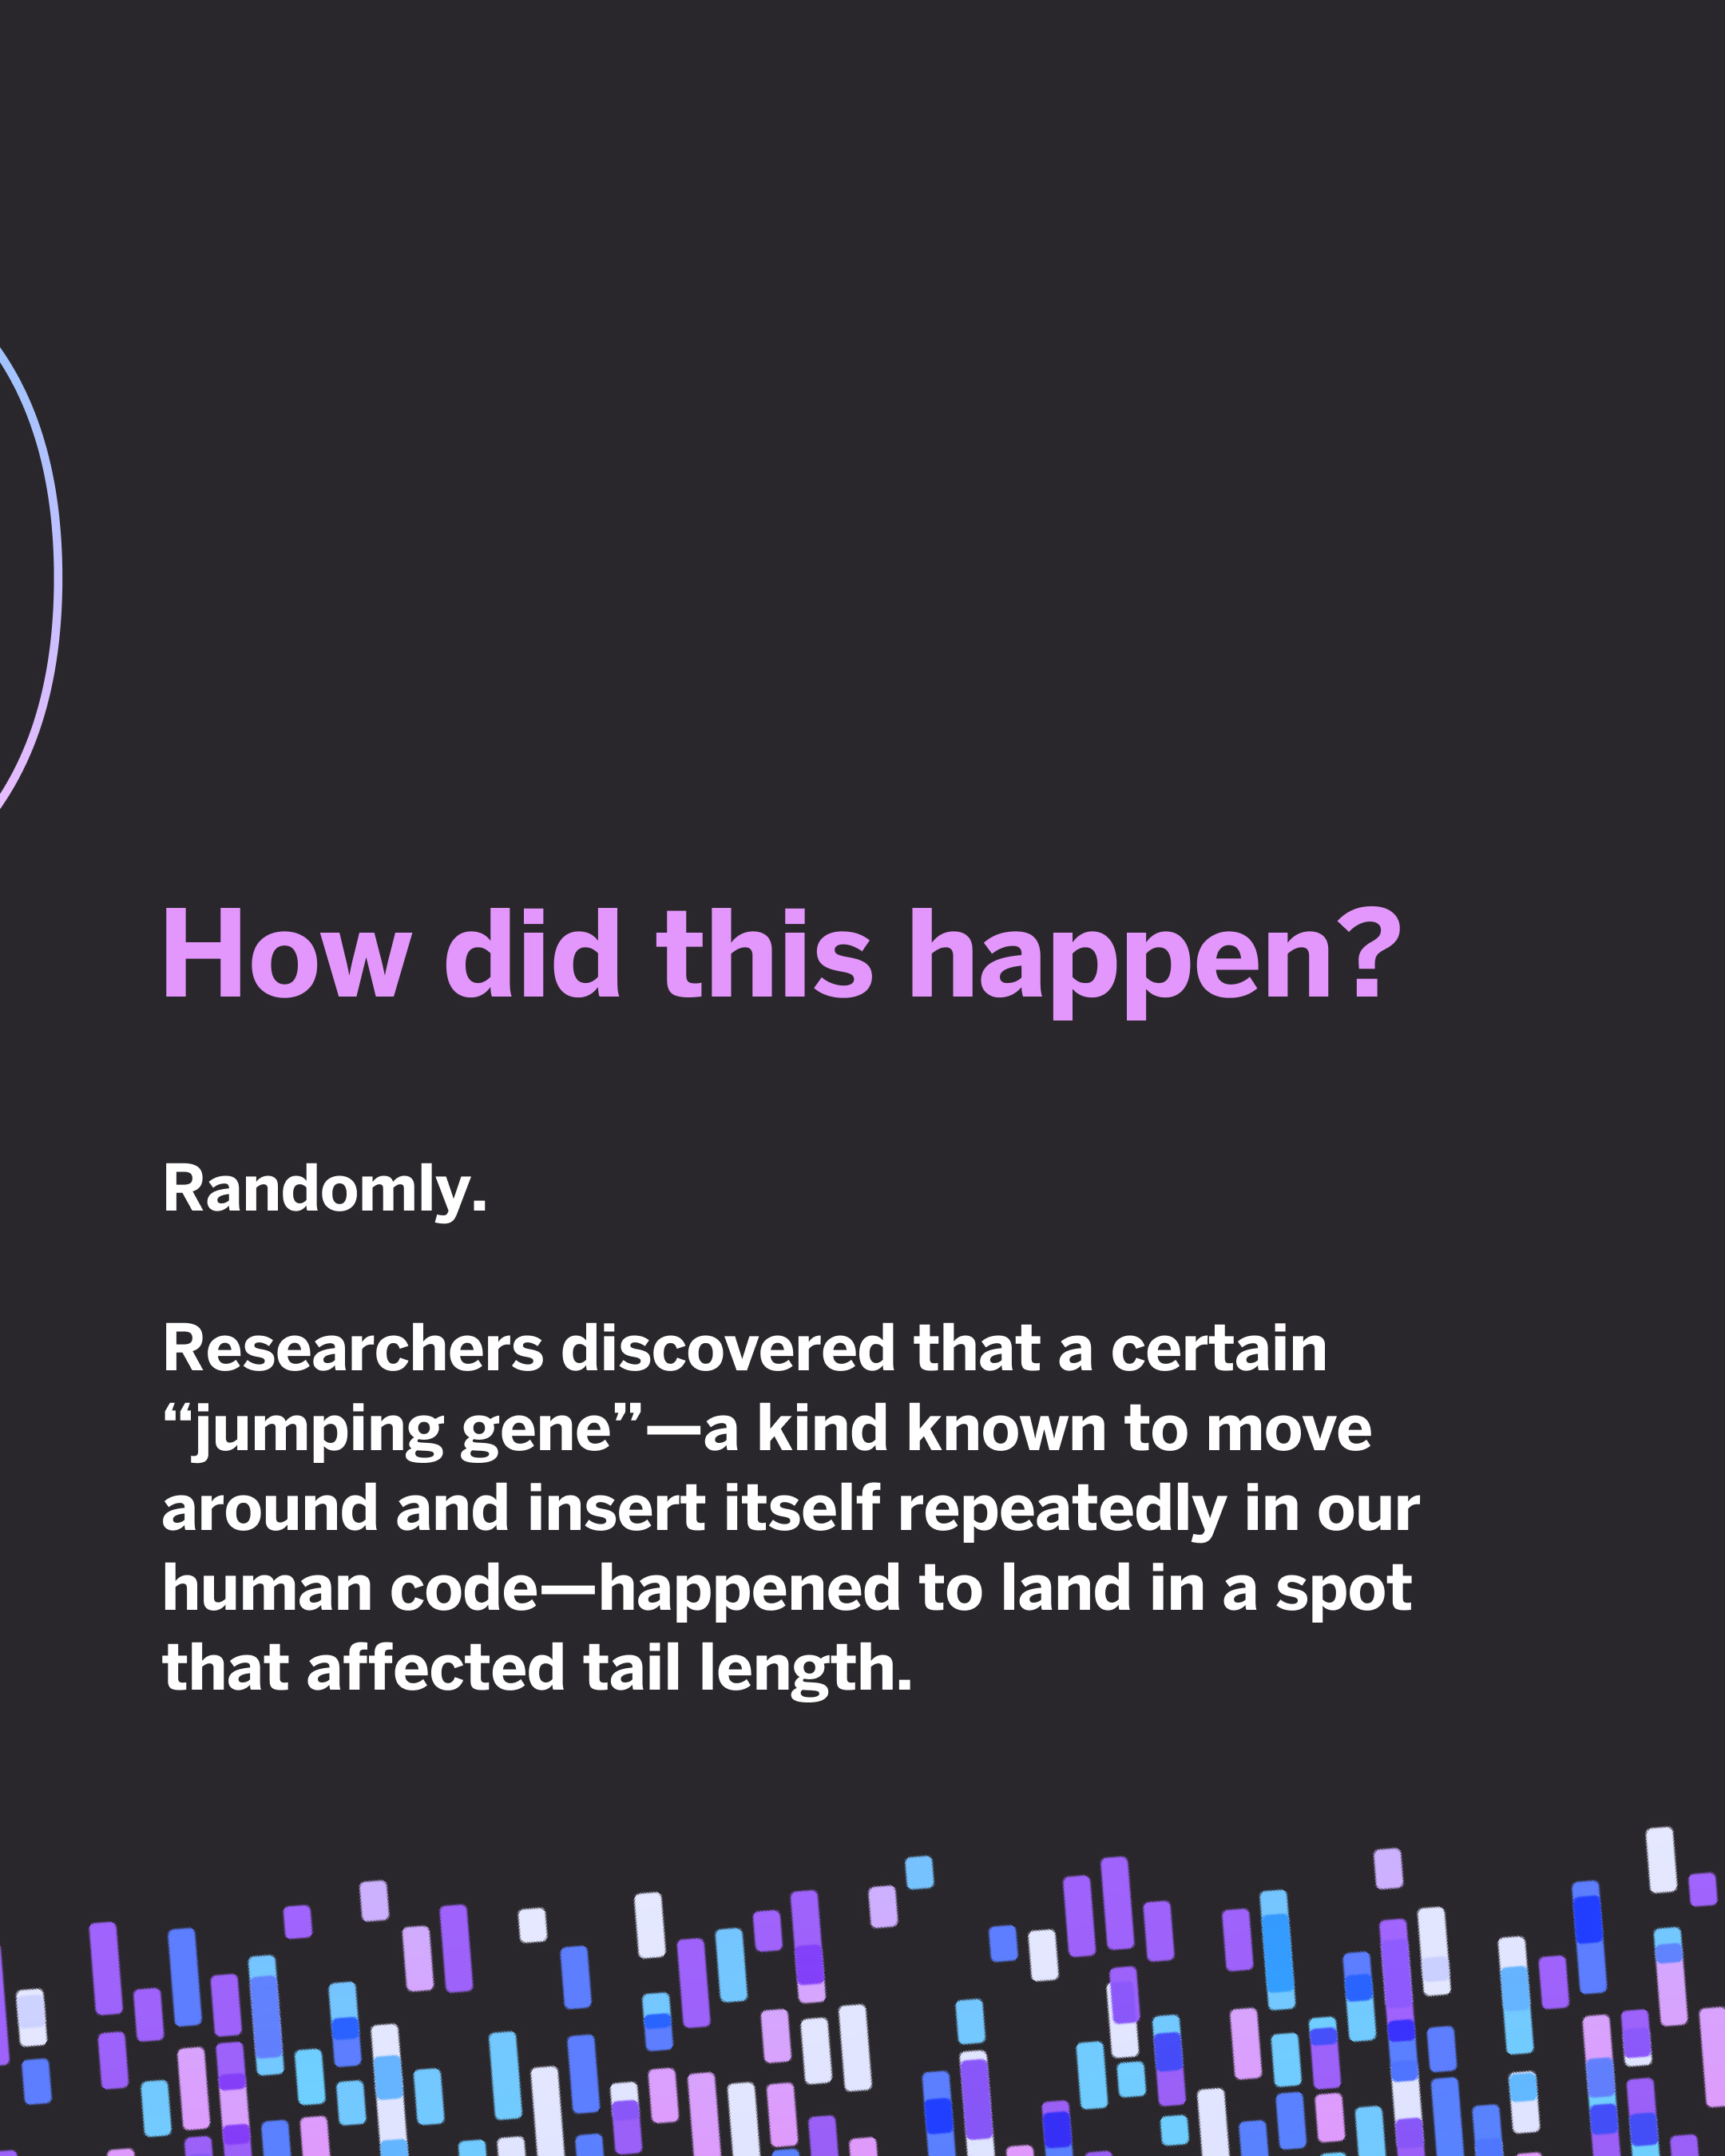 How did this happen?
Randomly.
Researchers discovered that a certain
“jumping gene”—a kind known to move
around and insert itself repeatedly in our
human code—happened to land in a spot
that affected tail length.